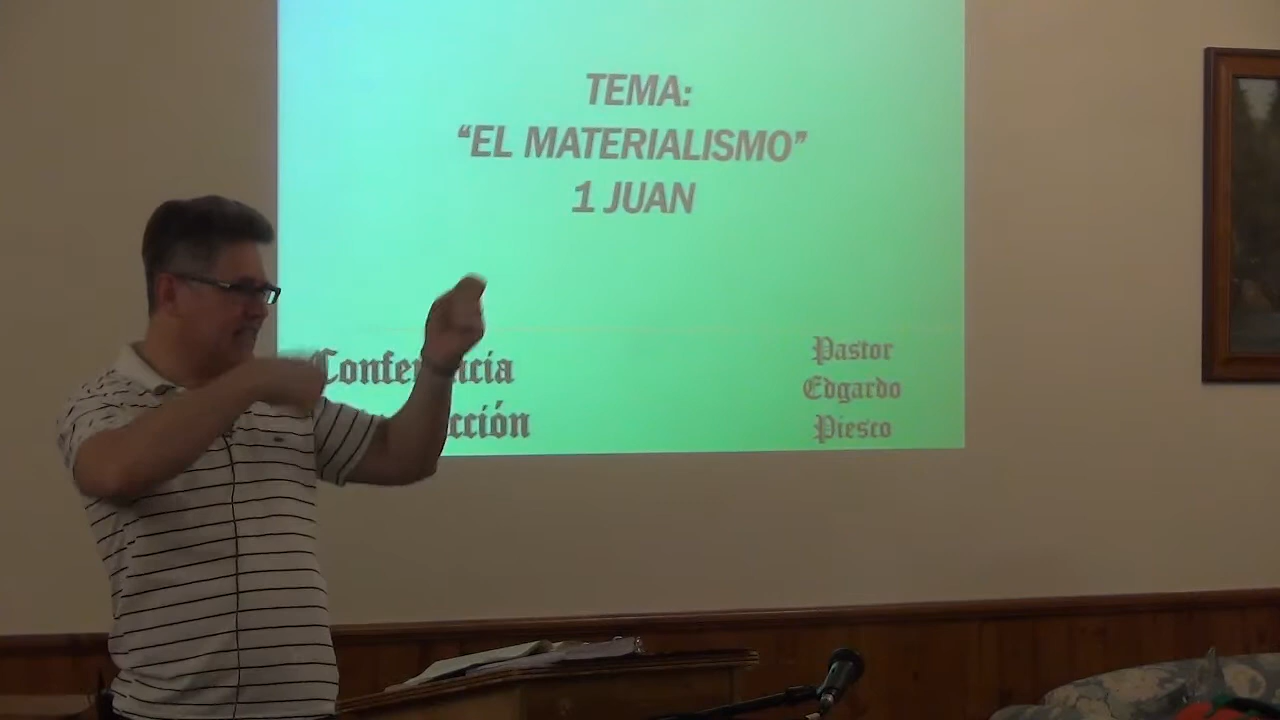 TEMA:
“EL MATERIALISMO”
1 JUAN
Pastor
Edgardo
Piesco